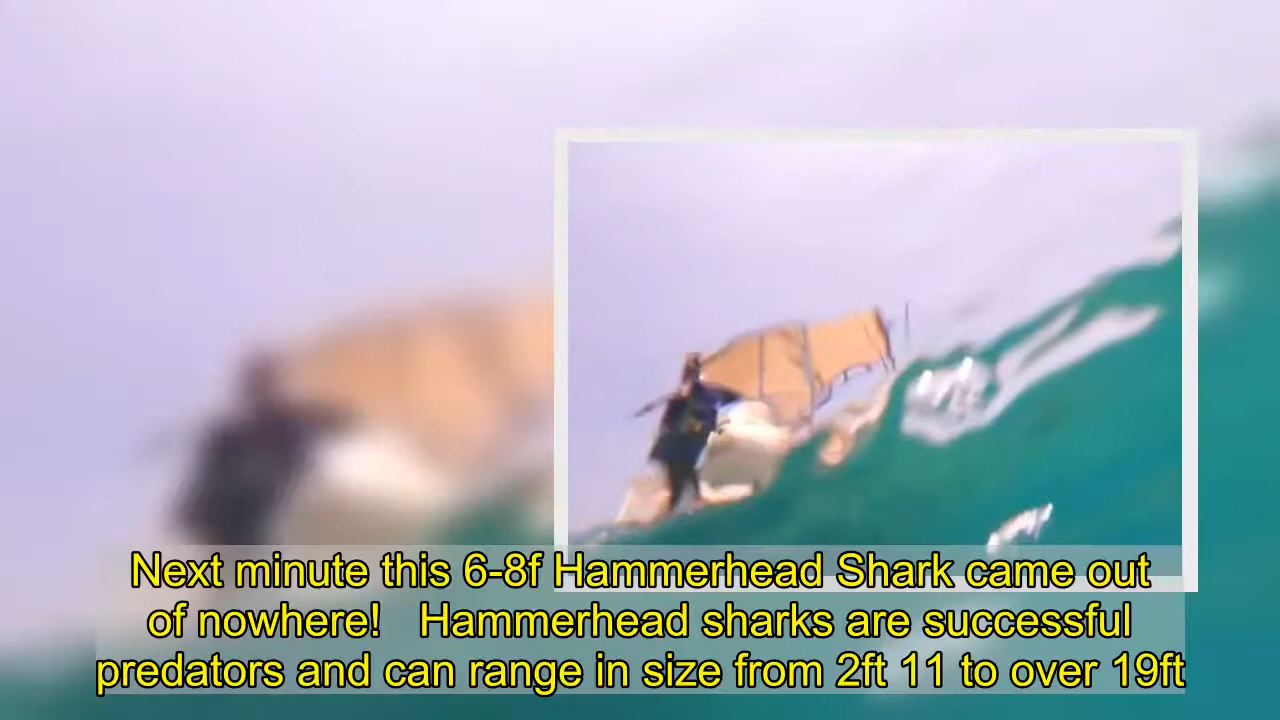 Next minute this 6-8f Hammerhead Shark came out
of nowhere!   Hammerhead sharks are successful
predators and can range in size from 2ft 11 to over 19ft